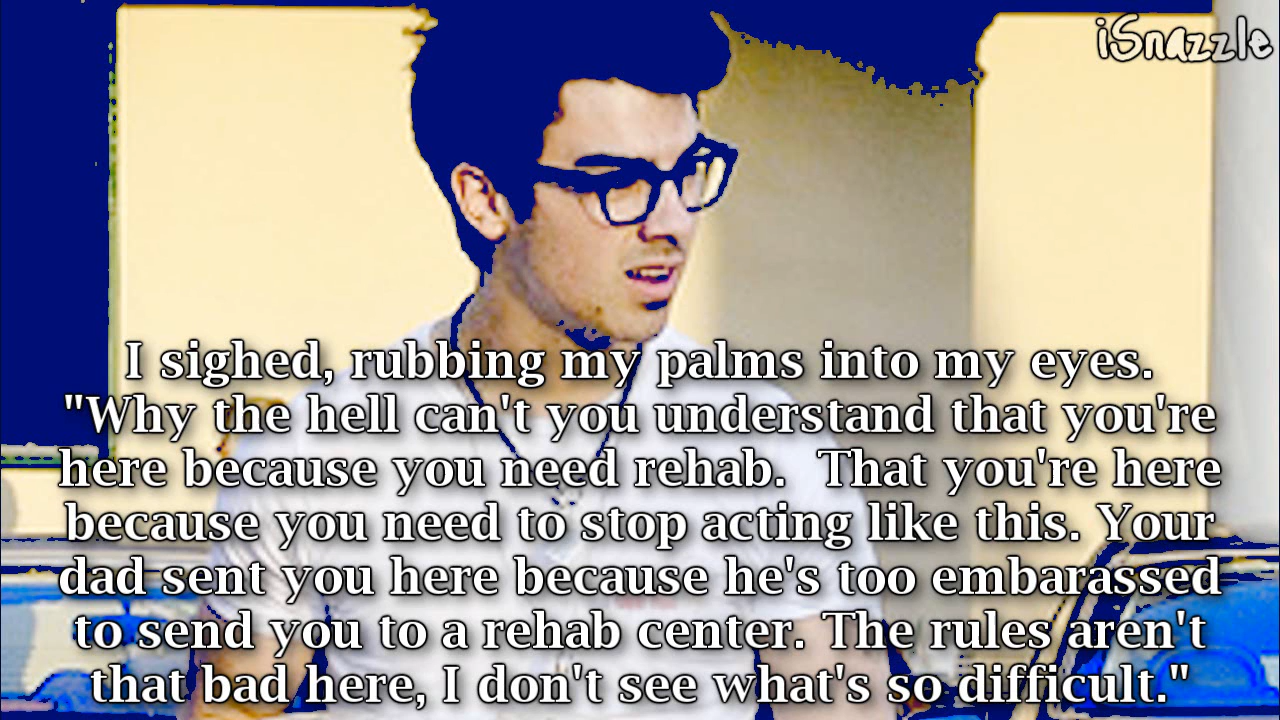 iSnazzle
I sighed, rubbing my palms into my eyes.
"Why the hell can't you understand that you're
here because you need rehab.  That you're here
because you need to stop acting like this. Your
dad sent you here because he's too embarassed
to send you to a rehab center. The rules aren't
that bad here, I don't see what's so difficult."